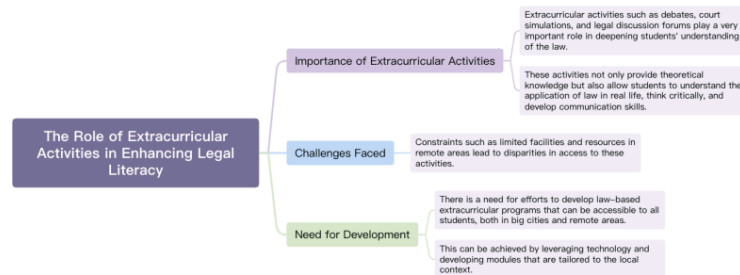 The Role of Extracurricular
Activities in Enhancing Legal
Literacy
Importance of Extracurricular Activities
Extracurricular activities such as debates, court
simulations, and legal discussion forums play a very
important role in deepening students' understanding
of the law.
These activities not only provide theoretical
knowledge but also allow students to understand the
application of law in real life, think critically, and
develop communication skills.
Challenges Faced
Constraints such as limited facilities and resources in
remote areas lead to disparities in access to these
activities.
Need for Development
There is a need for efforts to develop law-based
extracurricular programs that can be accessible to all
students, both in big cities and remote areas.
This can be achieved by leveraging technology and
developing modules that are tailored to the local
context.